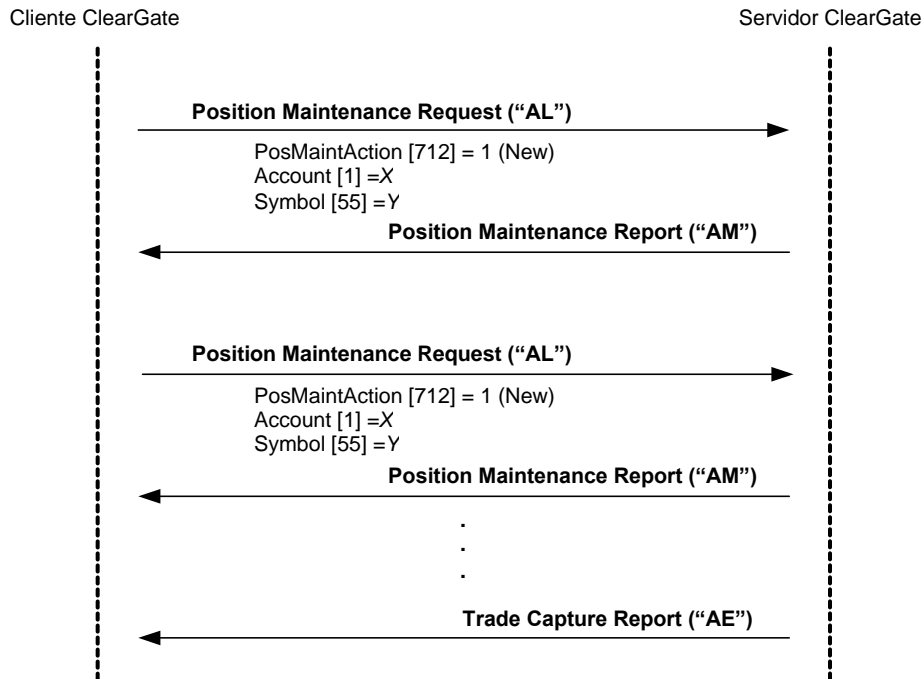 Cliente ClearGate
Servidor ClearGate
Position Maintenance Request (“AL”)
PosMaintAction [712] = 1 (New)
Account [1] =X
Symbol [55] =Y
Position Maintenance Report (“AM”)
Position Maintenance Request (“AL”)
PosMaintAction [712] = 1 (New)
Account [1] =X
Symbol [55] =Y
Position Maintenance Report (“AM”)
.
.
.
Trade Capture Report (“AE”)